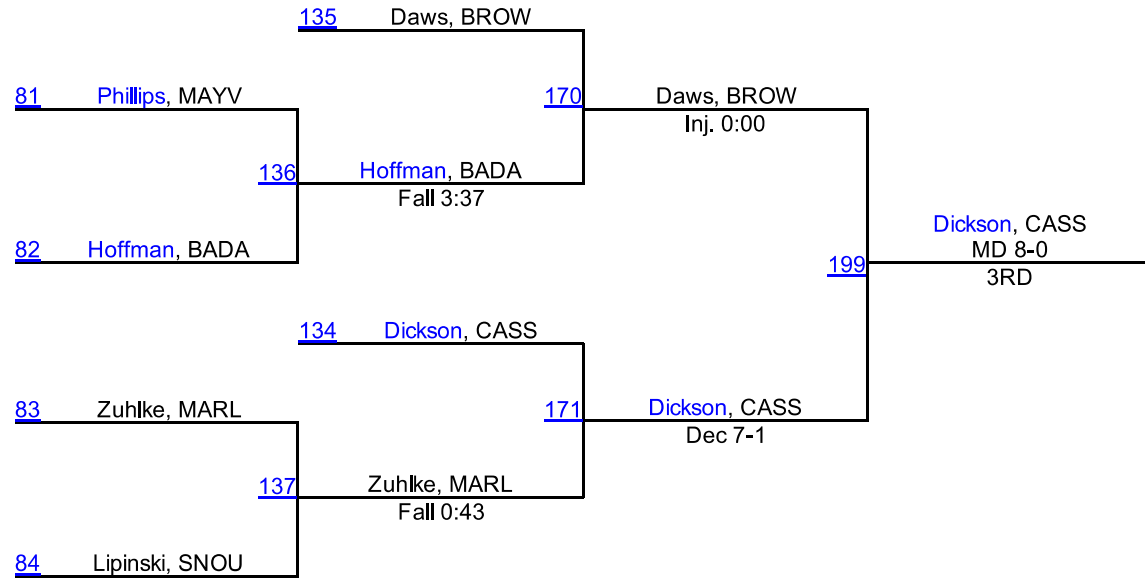 135 Daws, BROW
81 Phillips, MAYV
170 Daws, BROW
Inj. 0:00
136 Hoffman, BADA
Fall 3:37
82 Hoffman, BADA
Dickson, CASS
MD 8-0
199
3RD
134 Dickson, CASS
83 Zuhlke, MARL
171 Dickson, CASS
Dec 7-1
137 Zuhlke, MARL
Fall 0:43
84 Lipinski, SNOU